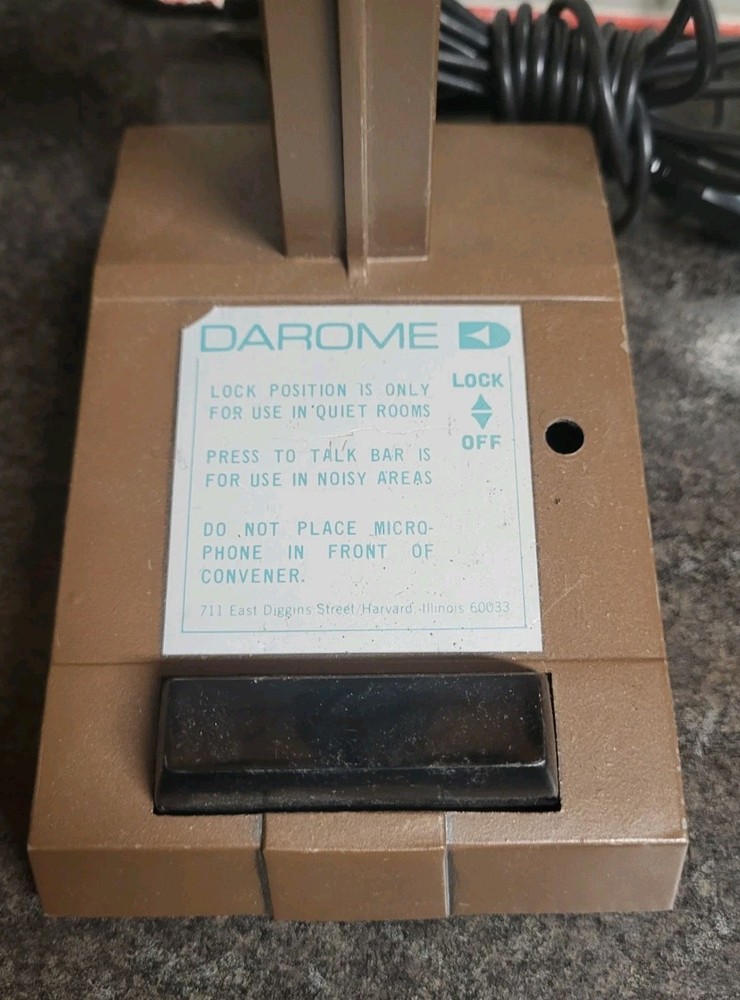 DAROME
LOCK POSITION IS ONLY
FOR USE IN QUIET ROOMS
LOCK
OFF
PRESS TO TALK BAR IS
FOR USE IN NOISY AREAS
DO NOT PLACE MICRO-
PHONE IN FRONT OF
CONVENER.
711 East Diggins Street/Harvard, Illinois 60033